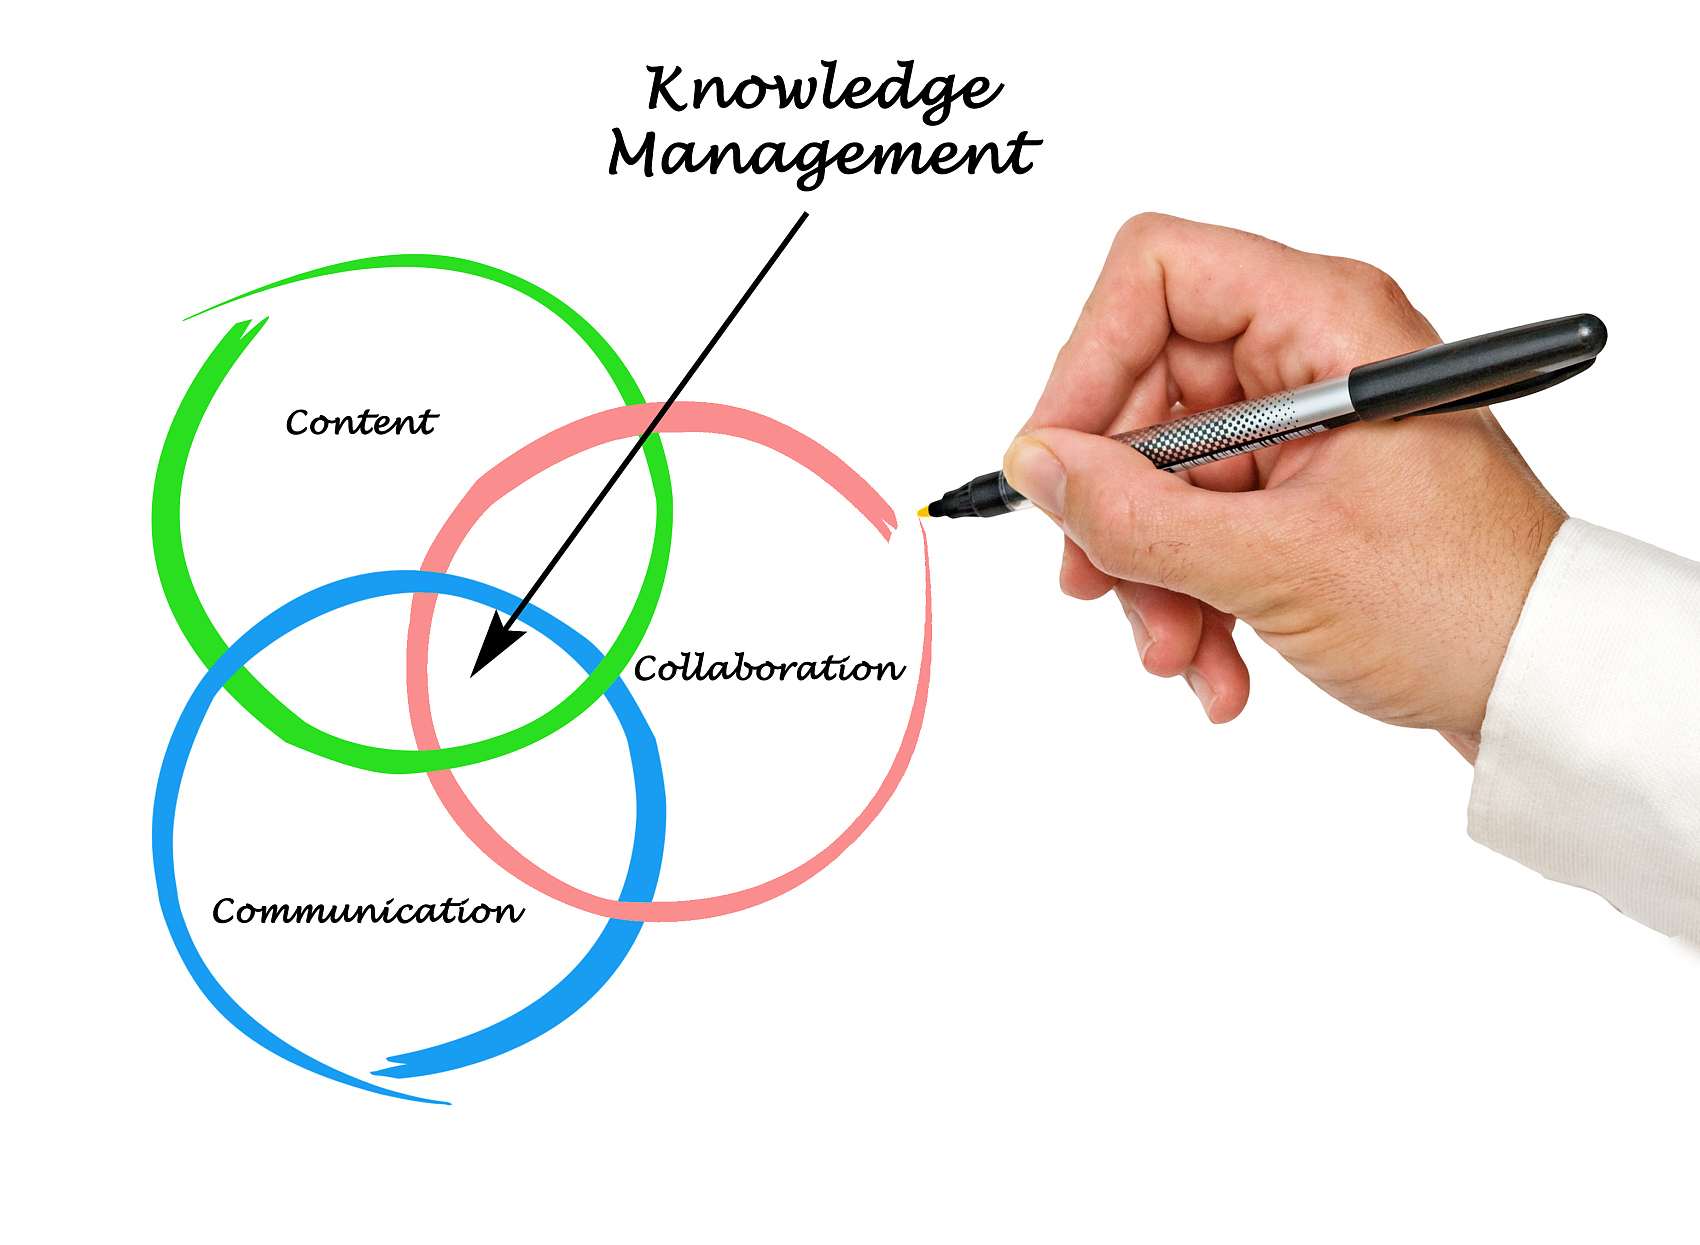 Knowledge
Management
Content
Collaboration
Communication